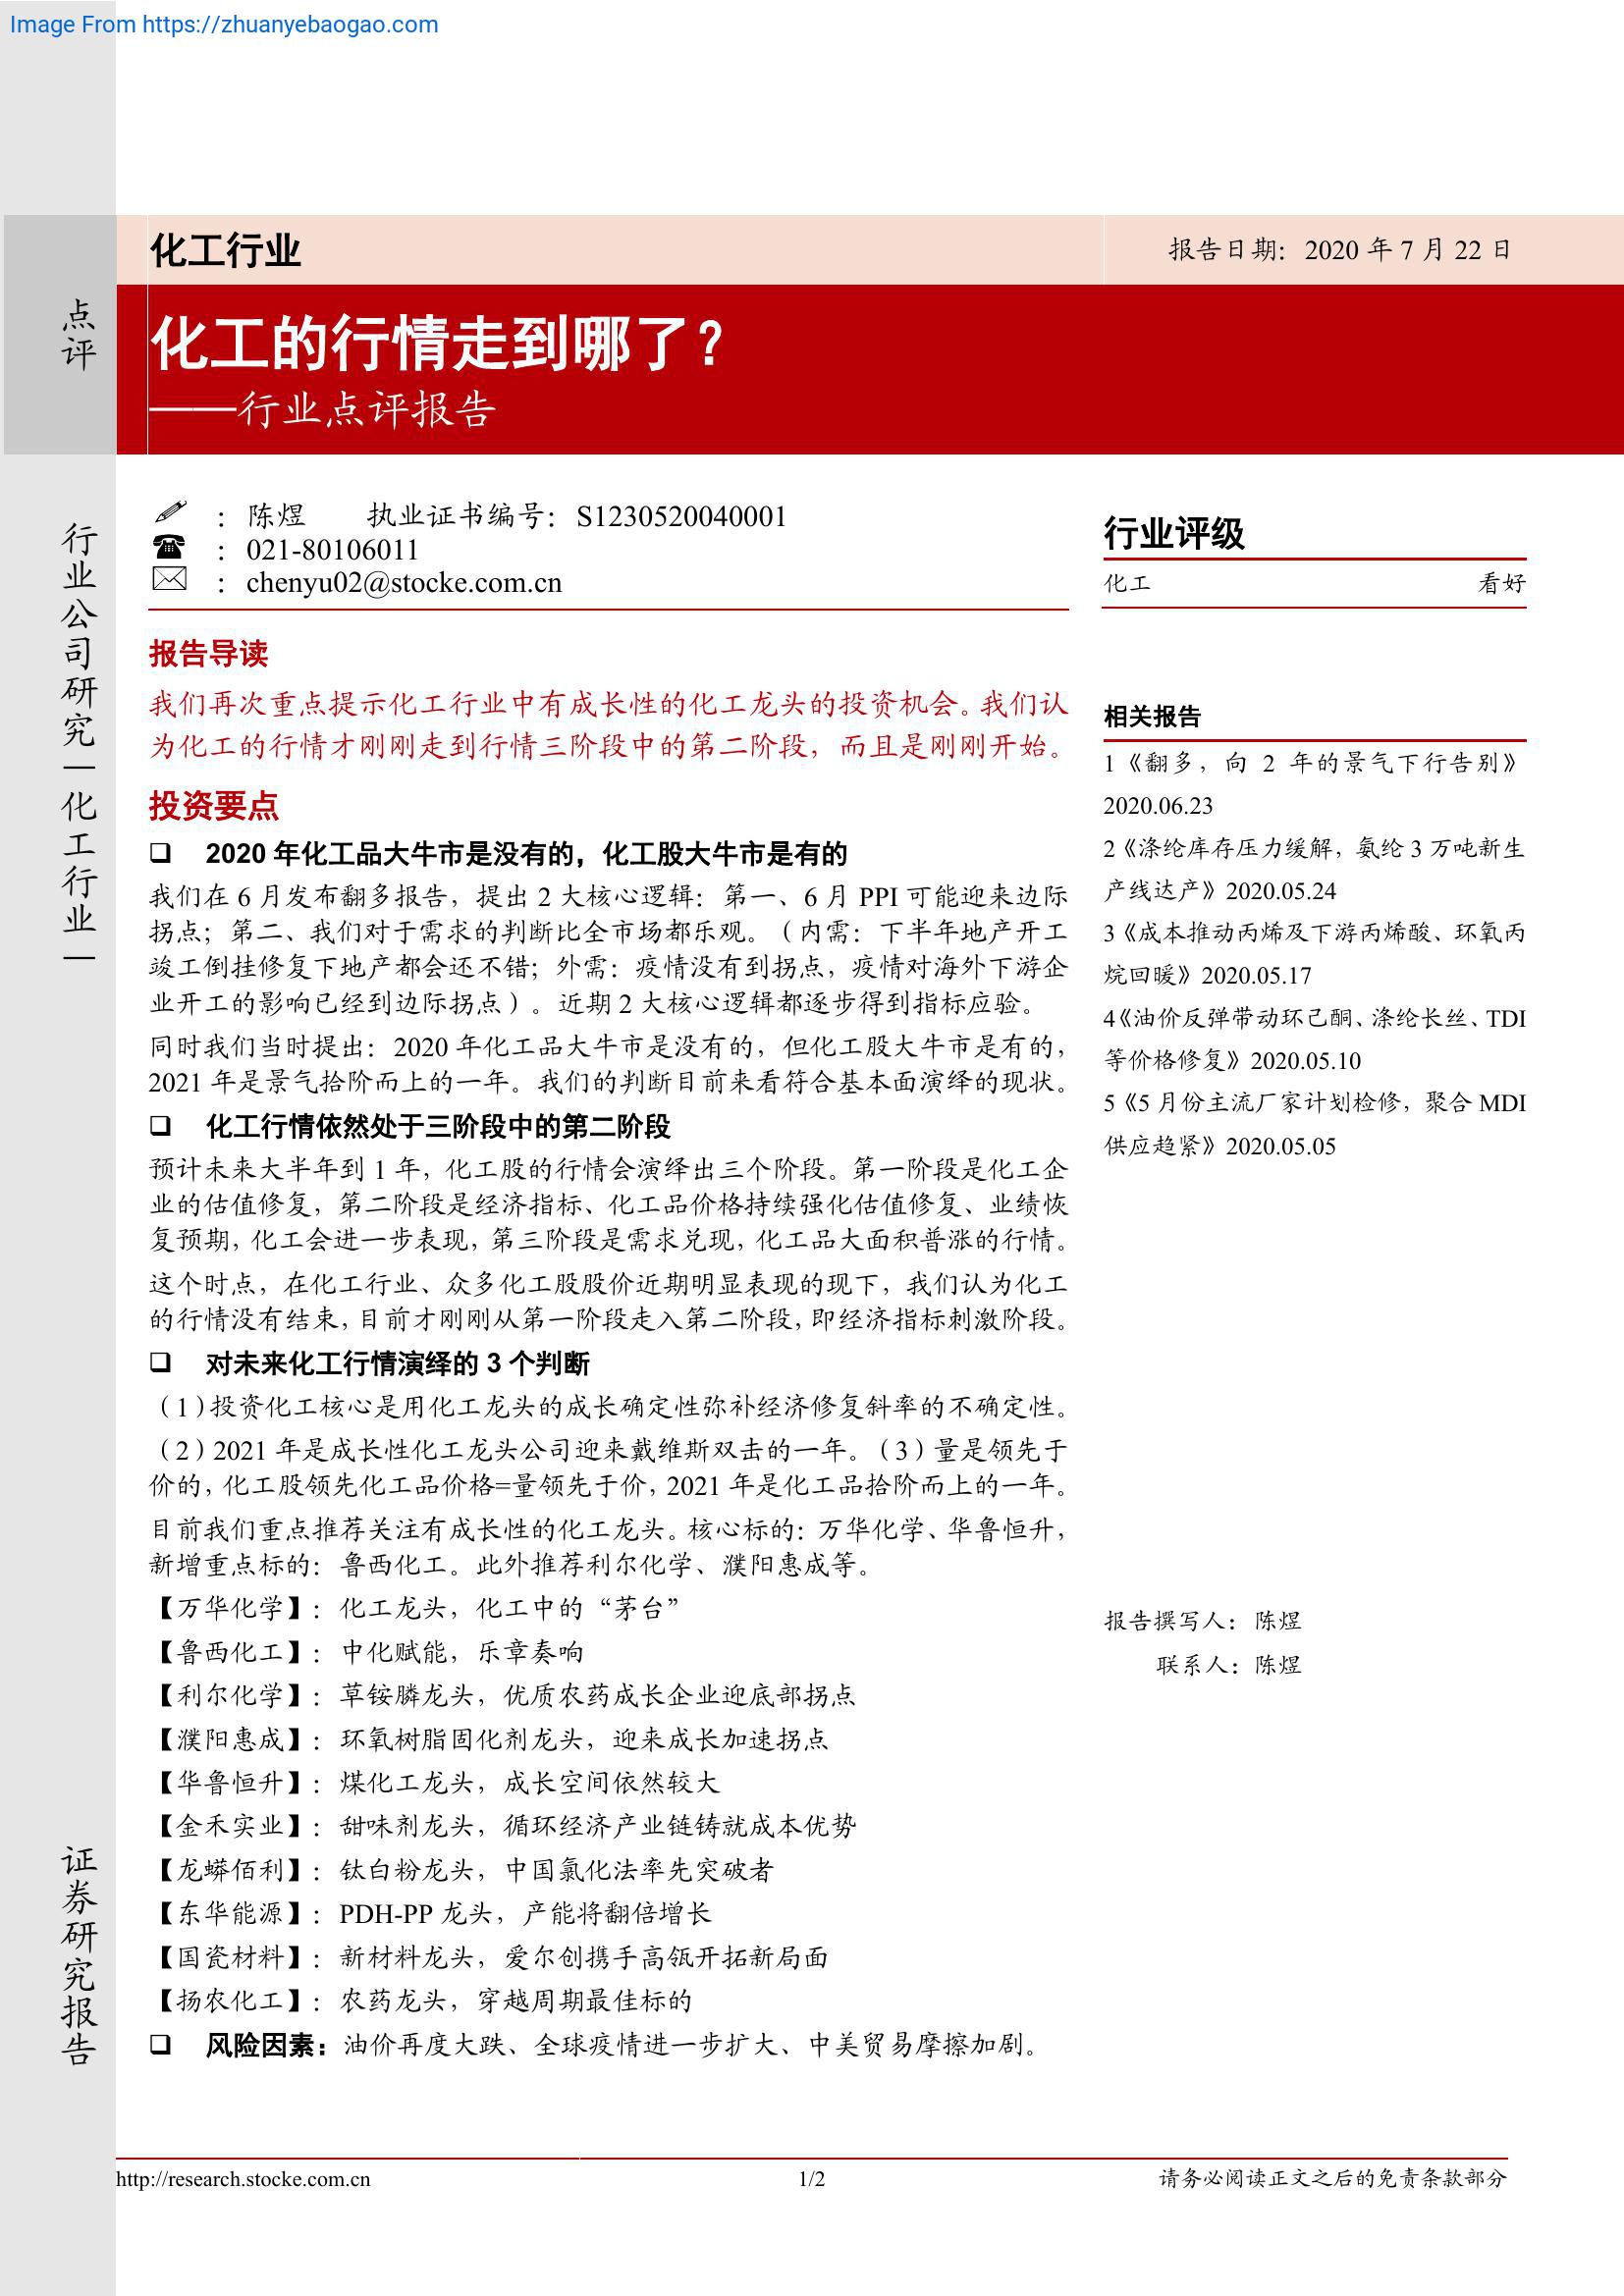 Image From https://zhuanyebaogao.com
化工行业
报告日期：2020 年 7 月 22 日
点评
化工的行情走到哪了？
——行业点评报告
行业公司研究｜化工行业｜
证券研究报告
：陈煜 执业证书编号：S1230520040001
：021-80106011
：chenyu02@stocke.com.cn
报告导读
我们再次重点提示化工行业中有成长性的化工龙头的投资机会。我们认
为化工的行情才刚刚走到行情三阶段中的第二阶段，而且是刚刚开始。
投资要点
❑ 2020 年化工品大牛市是没有的，化工股大牛市是有的
我们在 6 月发布翻多报告，提出 2 大核心逻辑：第一、6 月 PPI 可能迎来边际
拐点；第二、我们对于需求的判断比全市场都乐观。（内需：下半年地产开工
竣工倒挂修复下地产都会还不错；外需：疫情没有到拐点，疫情对海外下游企
业开工的影响已经到边际拐点）。近期 2 大核心逻辑都逐步得到指标应验。
同时我们当时提出：2020 年化工品大牛市是没有的，但化工股大牛市是有的，
2021 年是景气拾阶而上的一年。我们的判断目前来看符合基本面演绎的现状。
❑ 化工行情依然处于三阶段中的第二阶段
预计未来大半年到 1 年，化工股的行情会演绎出三个阶段。第一阶段是化工企
业的估值修复，第二阶段是经济指标、化工品价格持续强化估值修复、业绩恢
复预期，化工会进一步表现，第三阶段是需求兑现，化工品大面积普涨的行情。
这个时点，在化工行业、众多化工股股价近期明显表现的现下，我们认为化工
的行情没有结束，目前才刚刚从第一阶段走入第二阶段，即经济指标刺激阶段。
❑ 对未来化工行情演绎的 3 个判断
（1）投资化工核心是用化工龙头的成长确定性弥补经济修复斜率的不确定性。
（2）2021 年是成长性化工龙头公司迎来戴维斯双击的一年。（3）量是领先于
价的，化工股领先化工品价格=量领先于价，2021 年是化工品拾阶而上的一年。
目前我们重点推荐关注有成长性的化工龙头。核心标的：万华化学、华鲁恒升，
新增重点标的：鲁西化工。此外推荐利尔化学、濮阳惠成等。
【万华化学】：化工龙头，化工中的“茅台”
【鲁西化工】：中化赋能，乐章奏响
【利尔化学】：草铵膦龙头，优质农药成长企业迎底部拐点
【濮阳惠成】：环氧树脂固化剂龙头，迎来成长加速拐点
【华鲁恒升】：煤化工龙头，成长空间依然较大
【金禾实业】：甜味剂龙头，循环经济产业链铸就成本优势
【龙蟒佰利】：钛白粉龙头，中国氯化法率先突破者
【东华能源】：PDH-PP 龙头，产能将翻倍增长
【国瓷材料】：新材料龙头，爱尔创携手高瓴开拓新局面
【扬农化工】：农药龙头，穿越周期最佳标的
❑ 风险因素：油价再度大跌、全球疫情进一步扩大、中美贸易摩擦加剧。
行业评级
化工 看好
相关报告
1《翻多，向 2 年的景气下行告别》
2020.06.23
2《涤纶库存压力缓解，氨纶 3 万吨新生
产线达产》2020.05.24
3《成本推动丙烯及下游丙烯酸、环氧丙
烷回暖》2020.05.17
4《油价反弹带动环己酮、涤纶长丝、TDI
等价格修复》2020.05.10
5《5 月份主流厂家计划检修，聚合 MDI
供应趋紧》2020.05.05
报告撰写人：陈煜
联系人：陈煜
http://research.stocke.com.cn
1/2
请务必阅读正文之后的免责条款部分